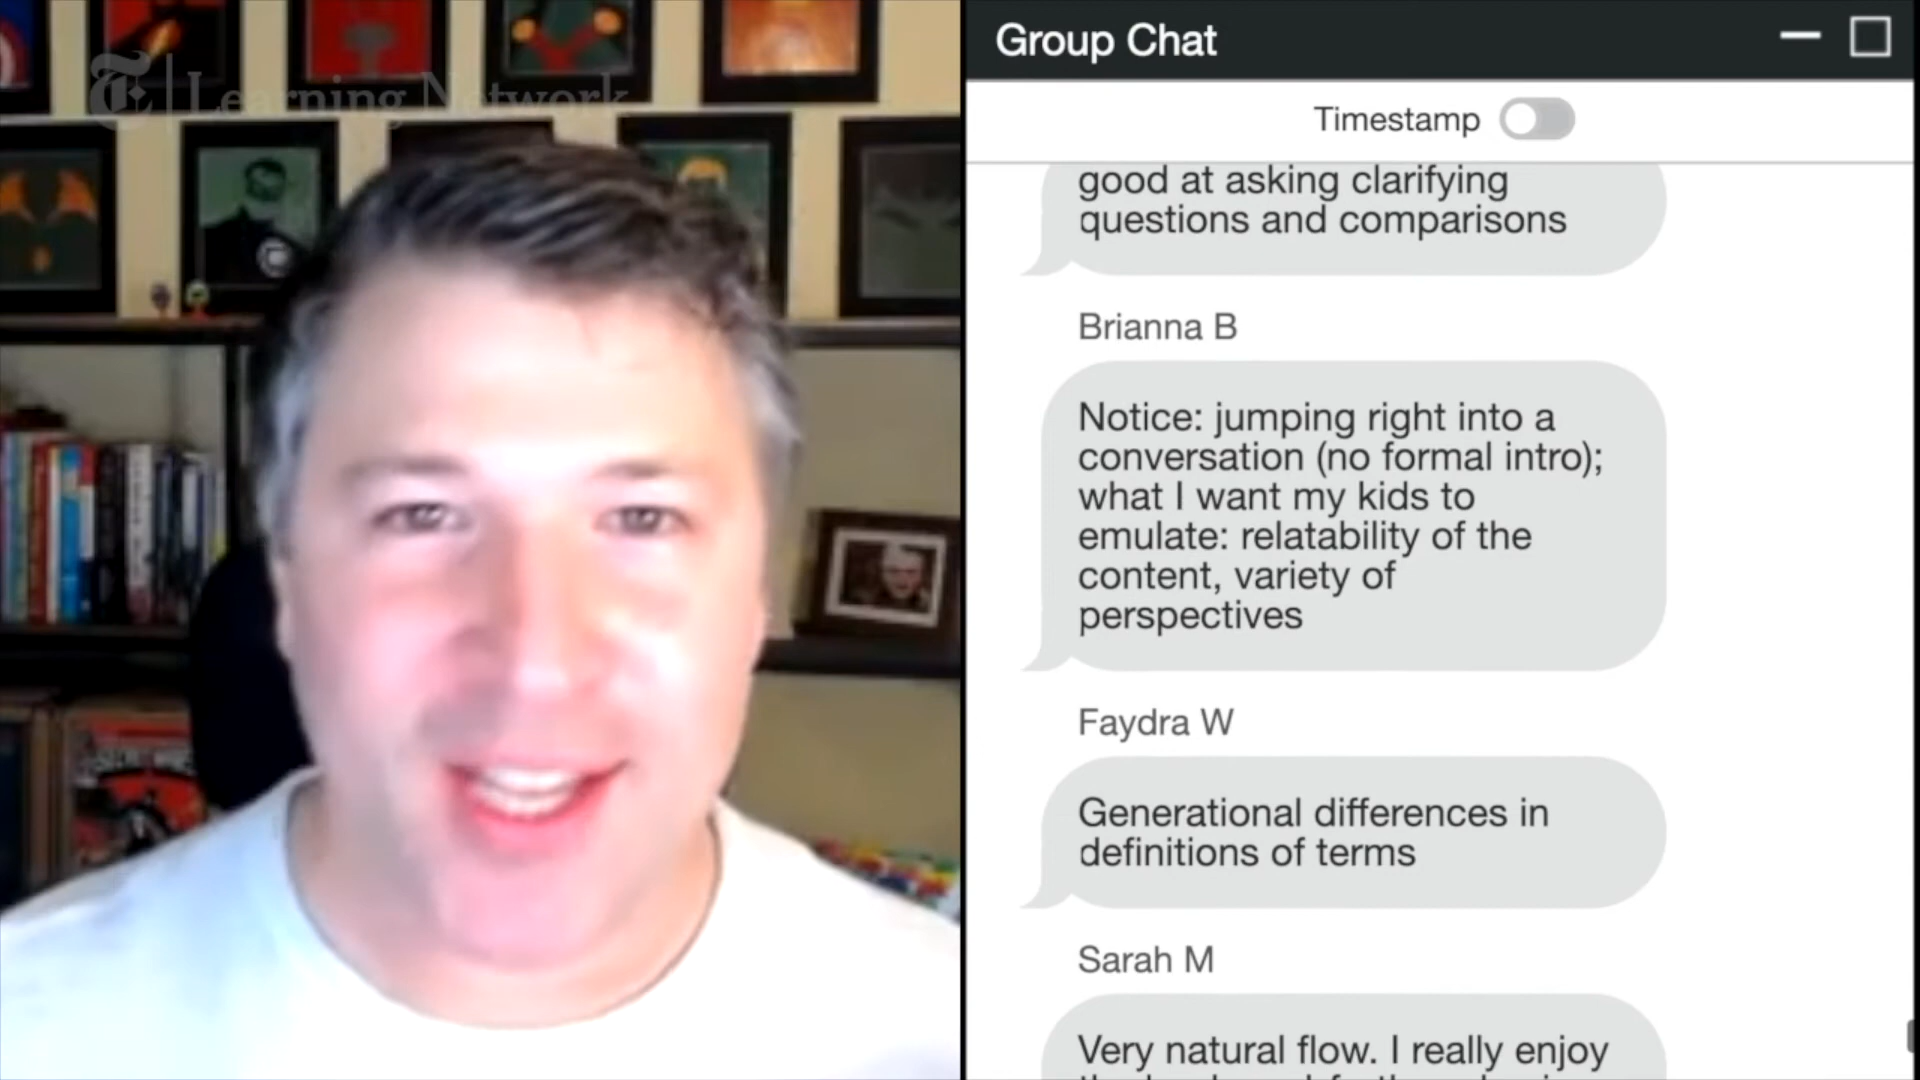 Learning Network
Group Chat
Timestamp
good at asking clarifying
questions and comparisons
Brianna B
Notice: jumping right into a
conversation (no formal intro);
what I want my kids to
emulate: relatability of the
content, variety of
perspectives
Faydra W
Generational differences in
definitions of terms
Sarah M
Very natural flow. I really enjoy